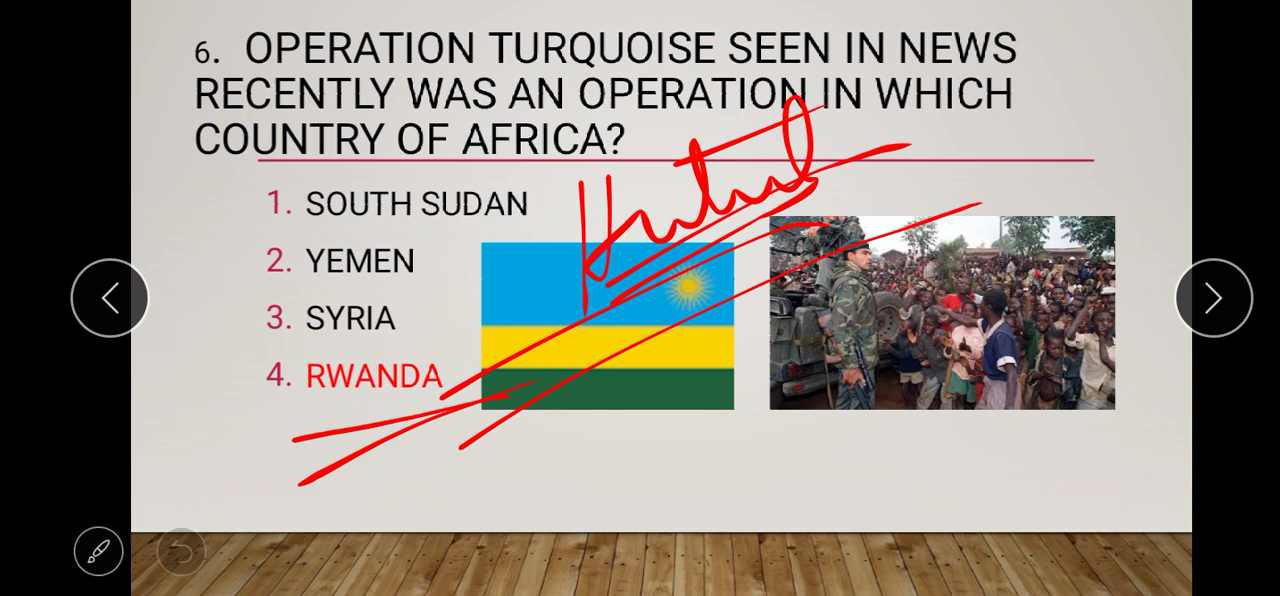 6. OPERATION TURQUOISE SEEN IN NEWS
RECENTLY WAS AN OPERATION IN WHICH
COUNTRY OF AFRICA?
1. SOUTH SUDAN
2. YEMEN
3. SYRIA
4. RWANDA